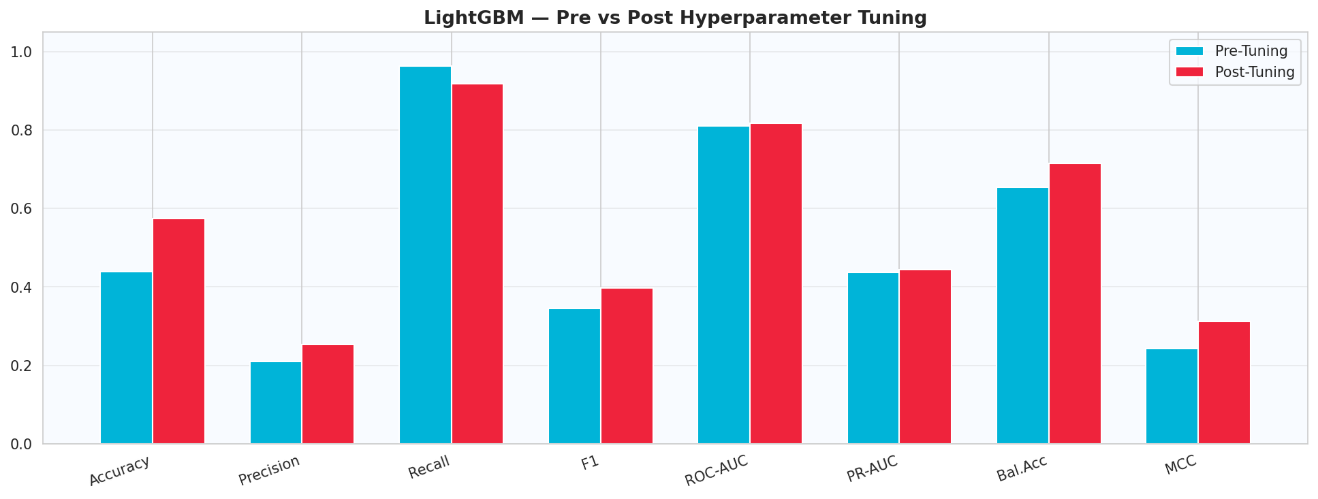 LightGBM — Pre vs Post Hyperparameter Tuning
Pre-Tuning
Post-Tuning
1.0
0.8
0.6
0.4
0.2
0.0
Accuracy
Precision
Recall
F1
ROC-AUC
PR-AUC
Bal.Acc
MCC